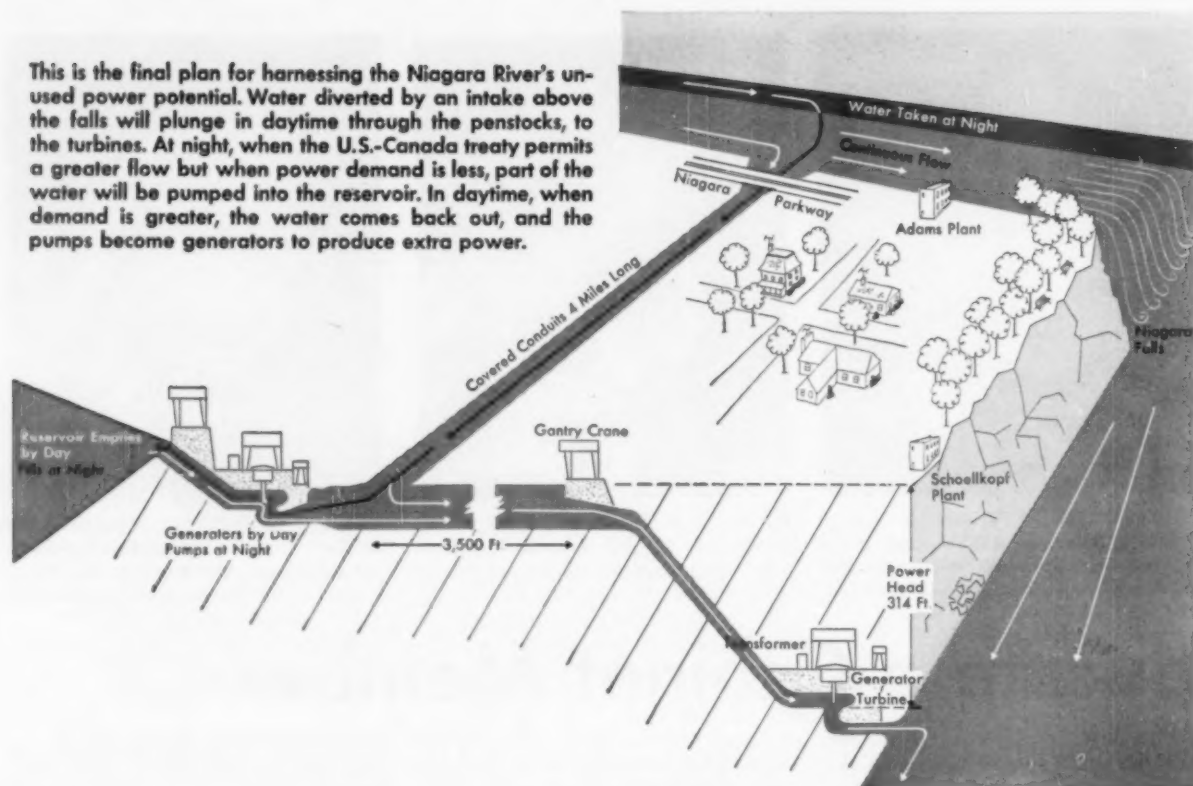 This is the final plan for harnessing the Niagara River's un-
used power potential. Water diverted by an intake above
the falls will plunge in daytime through the penstocks, to
the turbines. At night, when the U.S.-Canada treaty permits
a greater flow but when power demand is less, part of the
water will be pumped into the reservoir. In daytime, when
demand is greater, the water comes back out, and the
pumps become generators to produce extra power.
Water Taken at Night
Continuous Flow
Niagara
Parkway
Adams Plant
Covered Conduits 4 Miles Long
Niagara
Falls
Reservoir Empties
by Day
Fills at Night
Gantry Crane
Schoellkopf
Plant
Generators by Day
Pumps at Night
3,500 Ft.
Power
Head
314 Ft.
Transformer
Generator
Turbine